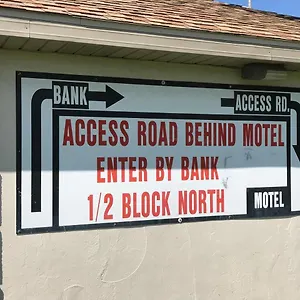 BANK
ACCESS RD.
ACCESS ROAD BEHIND MOTEL
ENTER BY BANK
1/2 BLOCK NORTH
MOTEL